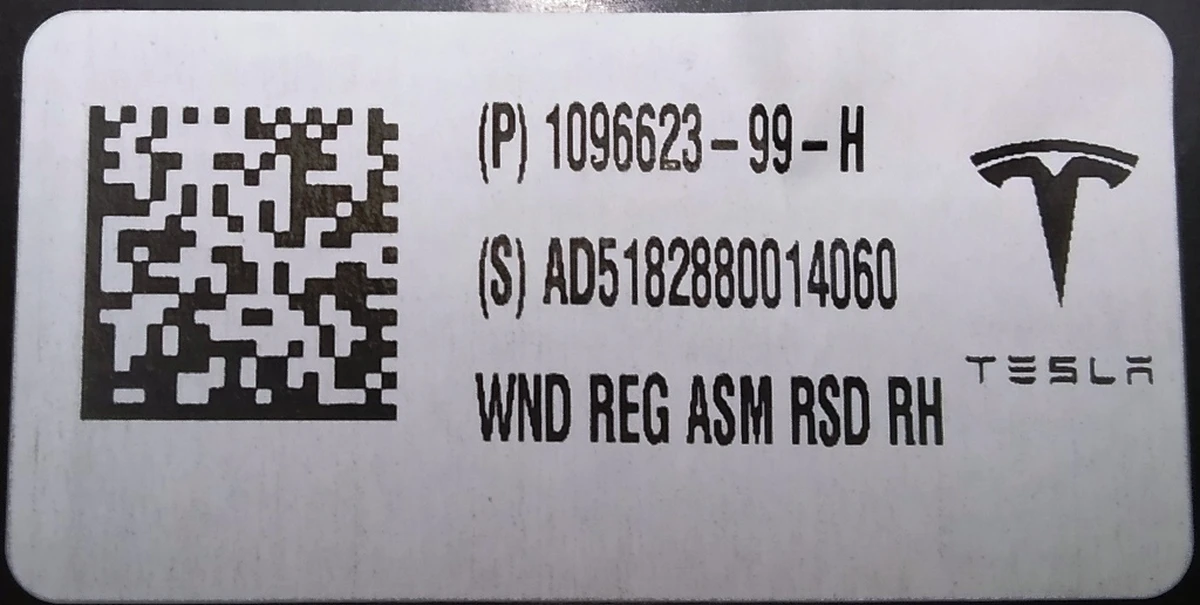 (P) 1096623-99-H
(S) AD5182880014060
WND REG ASM RSD RH
TESLA